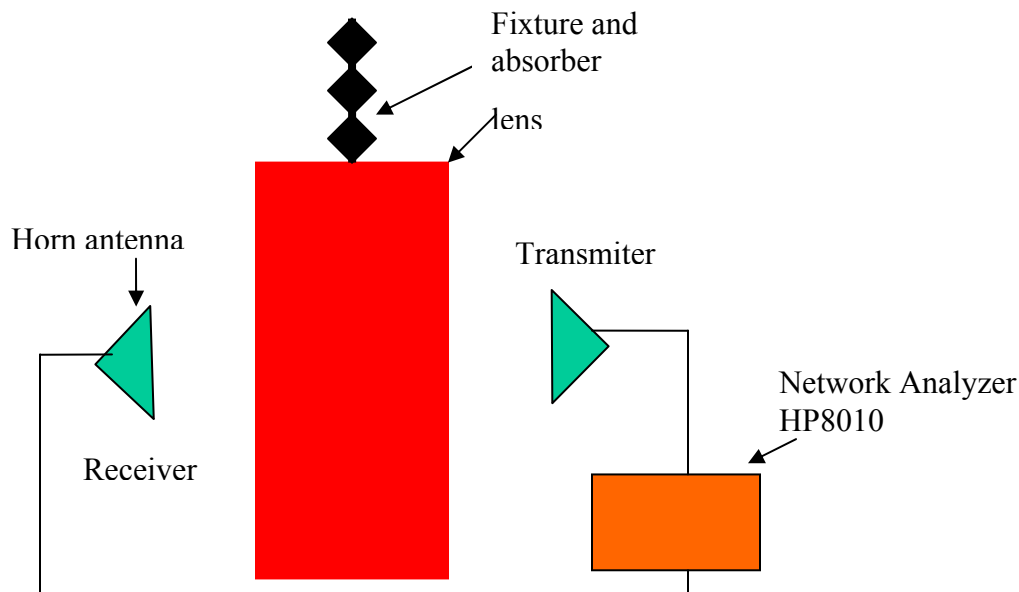 Fixture and
absorber
lens
Horn antenna
Transmiter
Network Analyzer
HP8010
Receiver